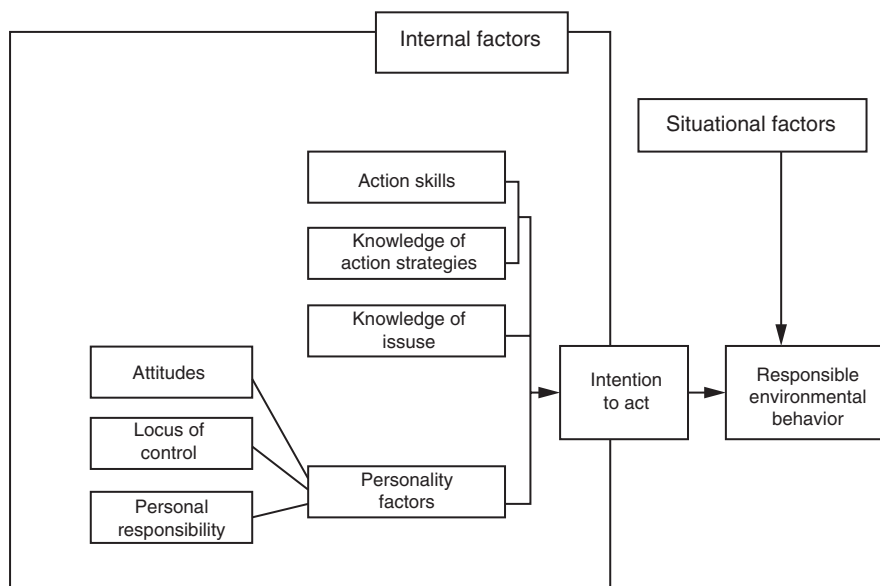 Internal factors
Situational factors
Action skills
Knowledge of
action strategies
Knowledge of
issuse
Attitudes
Locus of
control
Personal
responsibility
Personality
factors
Intention
to act
Responsible
environmental
behavior